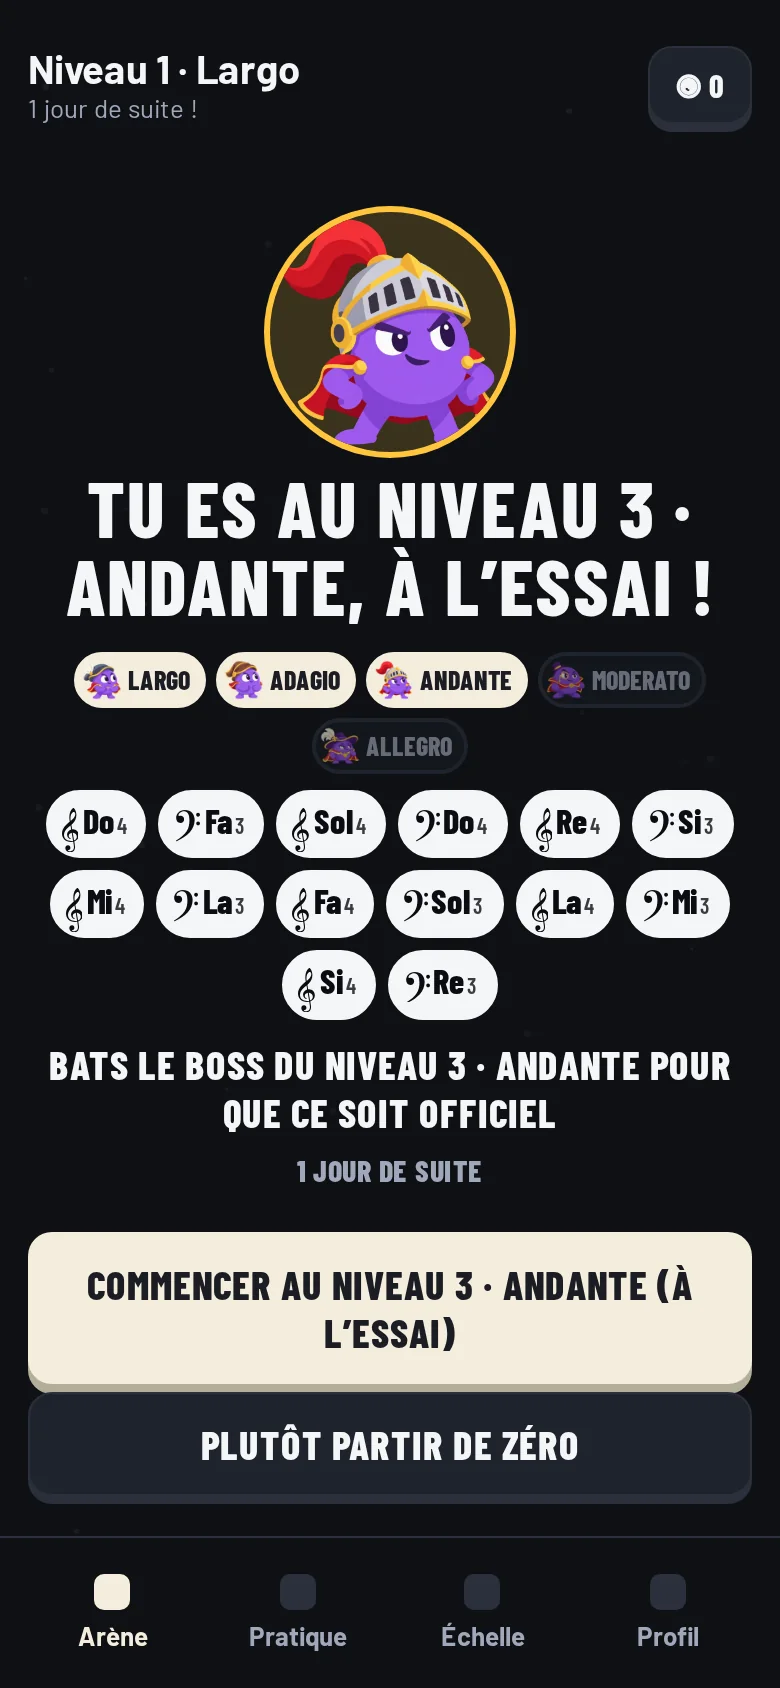 Niveau 1 · Largo
1 jour de suite !
0
TU ES AU NIVEAU 3 ·
ANDANTE, À L’ESSAI !
LARGO ADAGIO ANDANTE MODERATO
ALLEGRO
Do4 Fa3 Sol4 Do4 Re4 Si3
Mi4 La3 Fa4 Sol3 La4 Mi3
Si4 Re3
BATS LE BOSS DU NIVEAU 3 · ANDANTE POUR
QUE CE SOIT OFFICIEL
1 JOUR DE SUITE
COMMENCER AU NIVEAU 3 · ANDANTE (À
L’ESSAI)
PLUTÔT PARTIR DE ZÉRO
Arène Pratique Échelle Profil